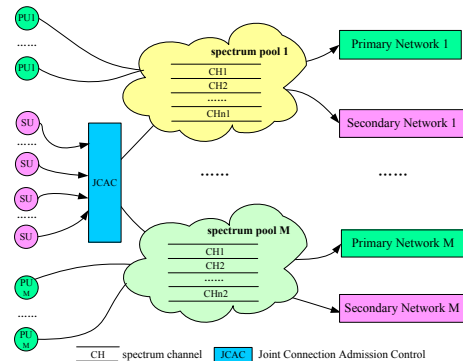 PU1
......
PU1
SU
......
SU
SU
......
SU
PU
M
......
PU
M
JCAC
spectrum pool 1
CH1
CH2
......
CHn1
......
spectrum pool M
CH1
CH2
......
CHn2
Primary Network 1
Secondary Network 1
......
Primary Network M
Secondary Network M
CH spectrum channel JCAC Joint Connection Admission Control